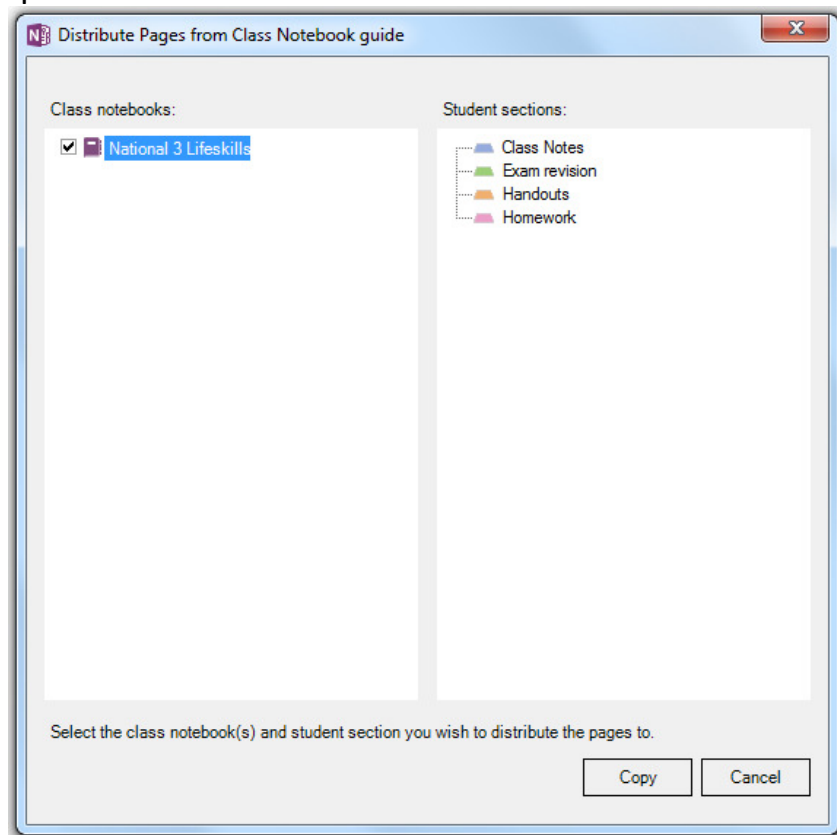 Distribute Pages from Class Notebook guide
Class notebooks:
Student sections:
National 3 Lifeskills
Class Notes
Exam revision
Handouts
Homework
Select the class notebook(s) and student section you wish to distribute the pages to.
Copy
Cancel